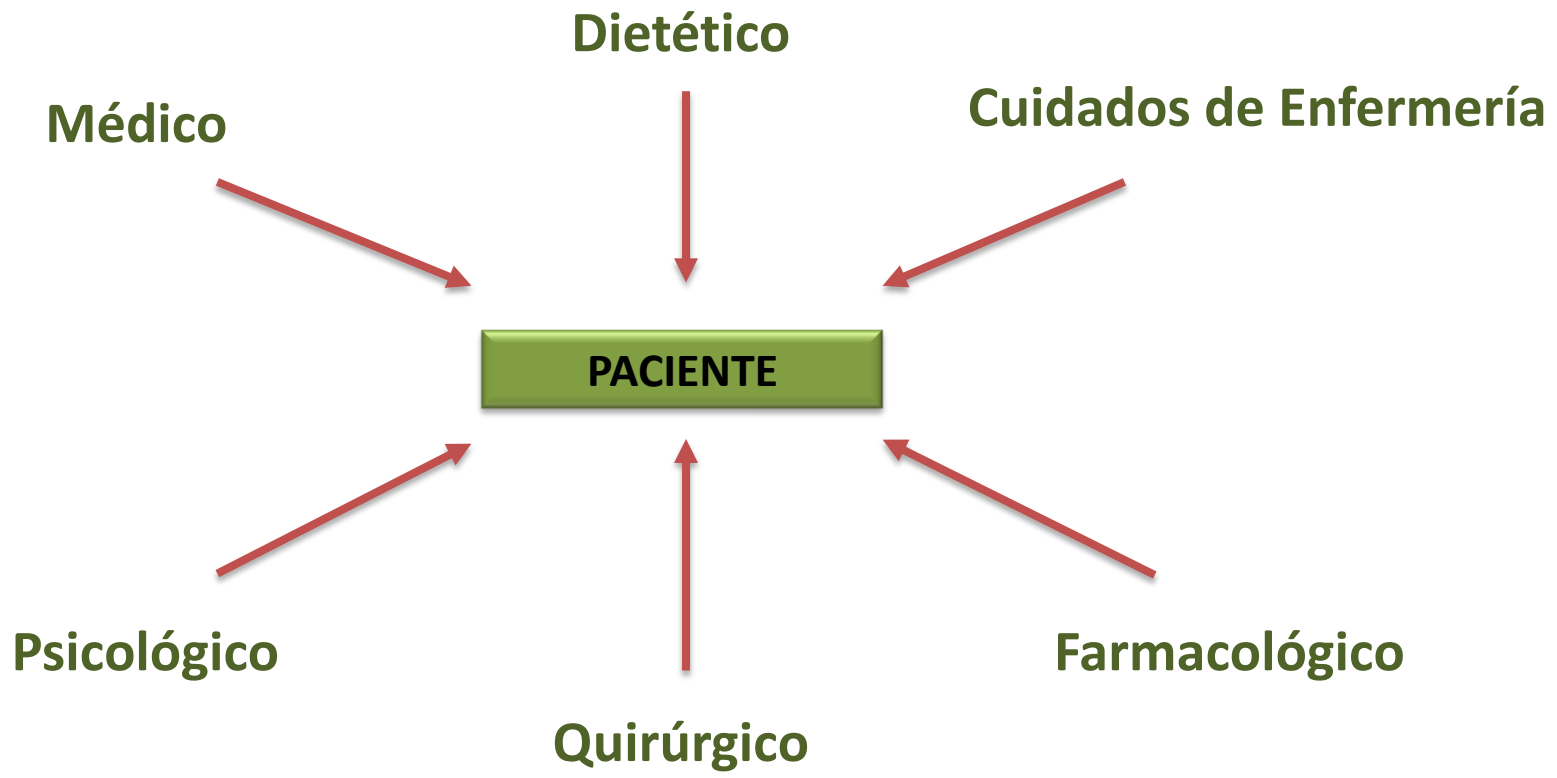 Dietético
Médico
Cuidados de Enfermería
PACIENTE
Psicológico
Farmacológico
Quirúrgico